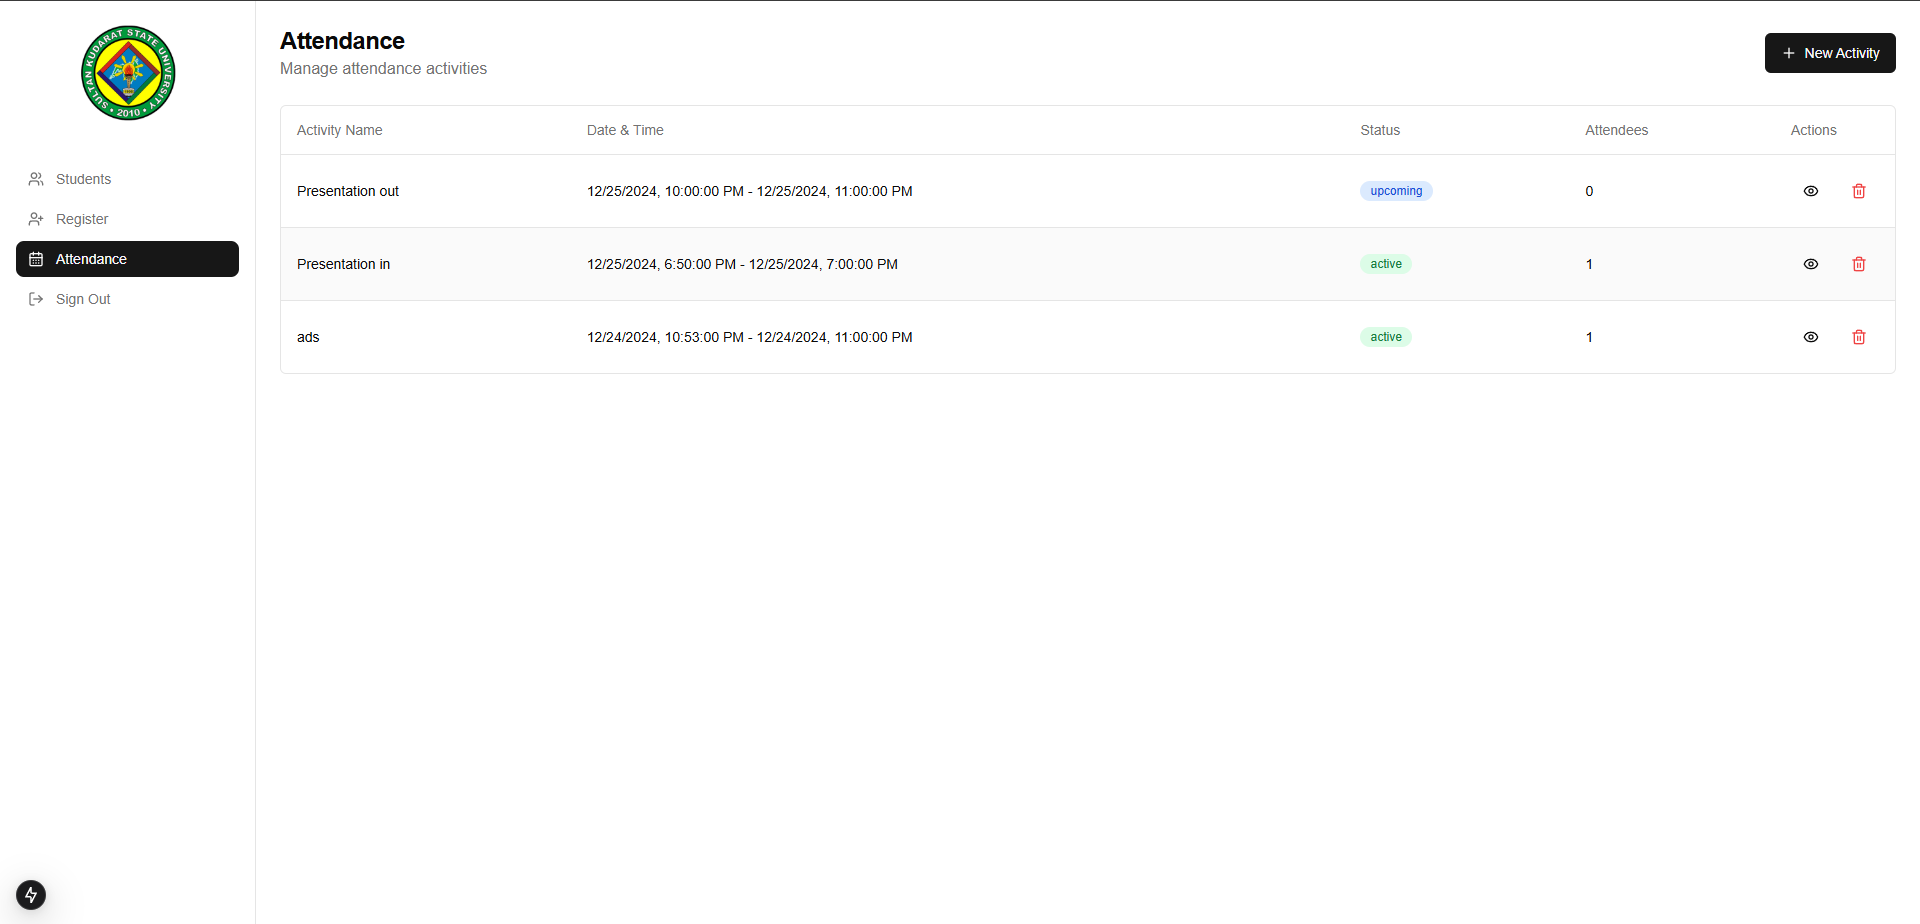 SULTAN KUDARAT STATE UNIVERSITY
• 2010 •
Students
Register
Attendance
Sign Out
Attendance
Manage attendance activities
New Activity
Activity Name Date & Time Status Attendees Actions
Presentation out 12/25/2024, 10:00:00 PM - 12/25/2024, 11:00:00 PM upcoming 0
Presentation in 12/25/2024, 6:50:00 PM - 12/25/2024, 7:00:00 PM active 1
ads 12/24/2024, 10:53:00 PM - 12/24/2024, 11:00:00 PM active 1